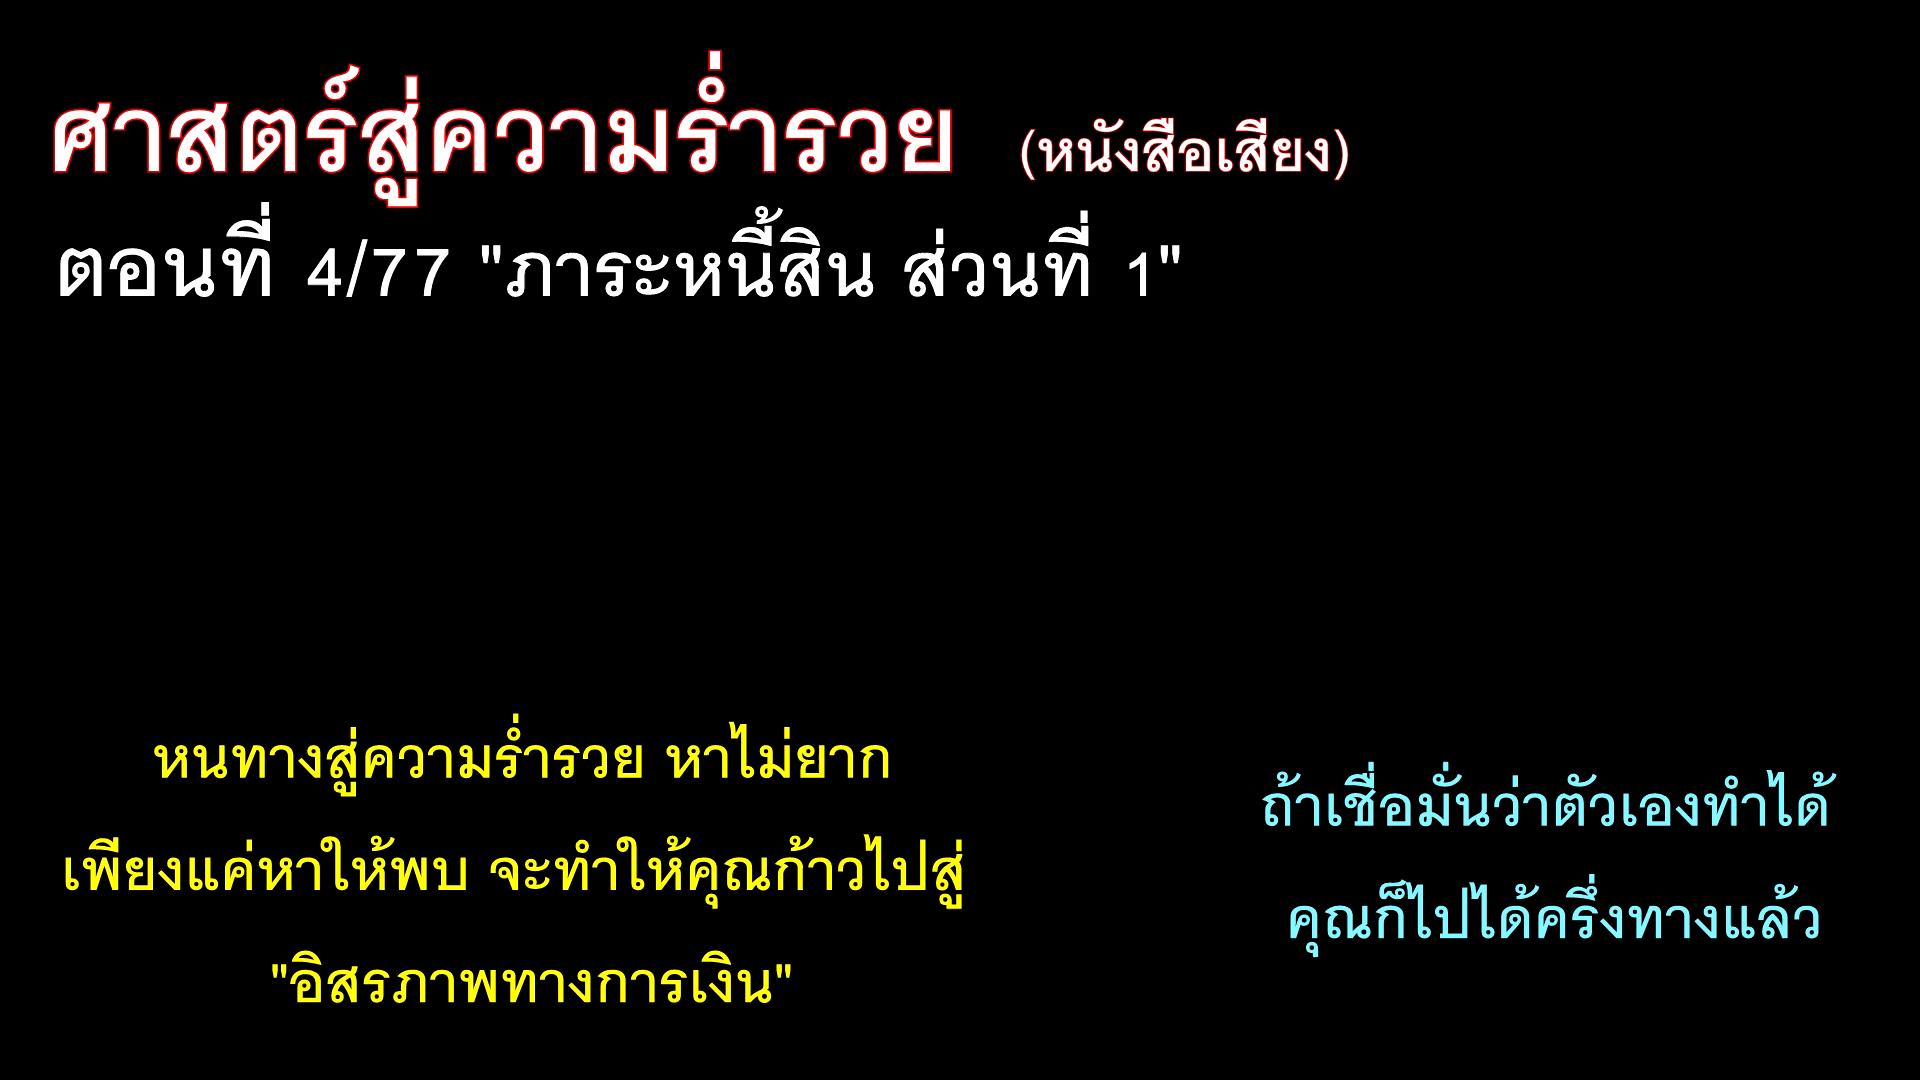 ศาสตร์สู่ความร่ำรวย (หนังสือเสียง)
ตอนที่ 4/77 "ภาระหนี้สิน ส่วนที่ 1"
หนทางสู่ความร่ำรวย หาไม่ยาก
เพียงแค่หาให้พบ จะทำให้คุณก้าวไปสู่
"อิสรภาพทางการเงิน"
ถ้าเชื่อมั่นว่าตัวเองทำได้
คุณก็ไปได้ครึ่งทางแล้ว